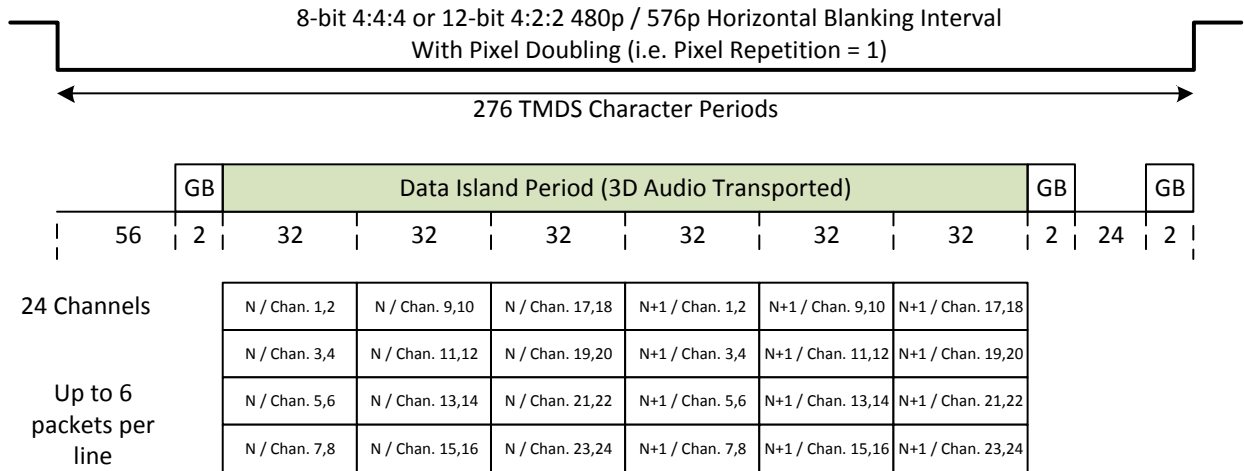 8-bit 4:4:4 or 12-bit 4:2:2 480p / 576p Horizontal Blanking Interval
With Pixel Doubling (i.e. Pixel Repetition = 1)
276 TMDS Character Periods
GB Data Island Period (3D Audio Transported) GB GB
56 2 32 32 32 32 32 32 2 24 2
24 Channels
N / Chan. 1,2 N / Chan. 9,10 N / Chan. 17,18 N+1 / Chan. 1,2 N+1 / Chan. 9,10 N+1 / Chan. 17,18
N / Chan. 3,4 N / Chan. 11,12 N / Chan. 19,20 N+1 / Chan. 3,4 N+1 / Chan. 11,12 N+1 / Chan. 19,20
Up to 6
packets per
line
N / Chan. 5,6 N / Chan. 13,14 N / Chan. 21,22 N+1 / Chan. 5,6 N+1 / Chan. 13,14 N+1 / Chan. 21,22
N / Chan. 7,8 N / Chan. 15,16 N / Chan. 23,24 N+1 / Chan. 7,8 N+1 / Chan. 15,16 N+1 / Chan. 23,24